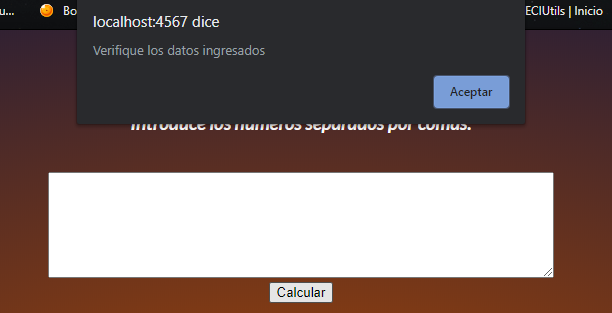 u...
Bo
ECIUtils | Inicio
localhost:4567 dice
Verifique los datos ingresados
Aceptar
Introduce los números separados por comas.
Calcular